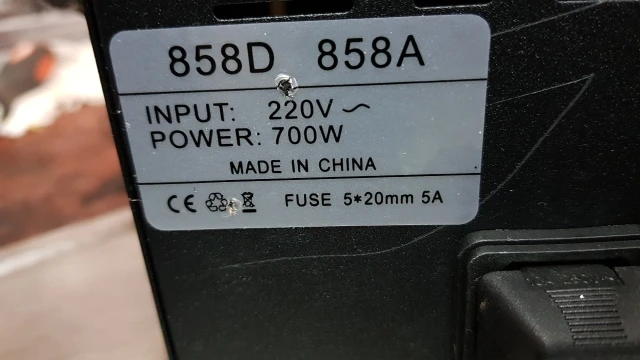 858D 858A
INPUT: 220V ~
POWER: 700W
MADE IN CHINA
CE FUSE 5*20mm 5A